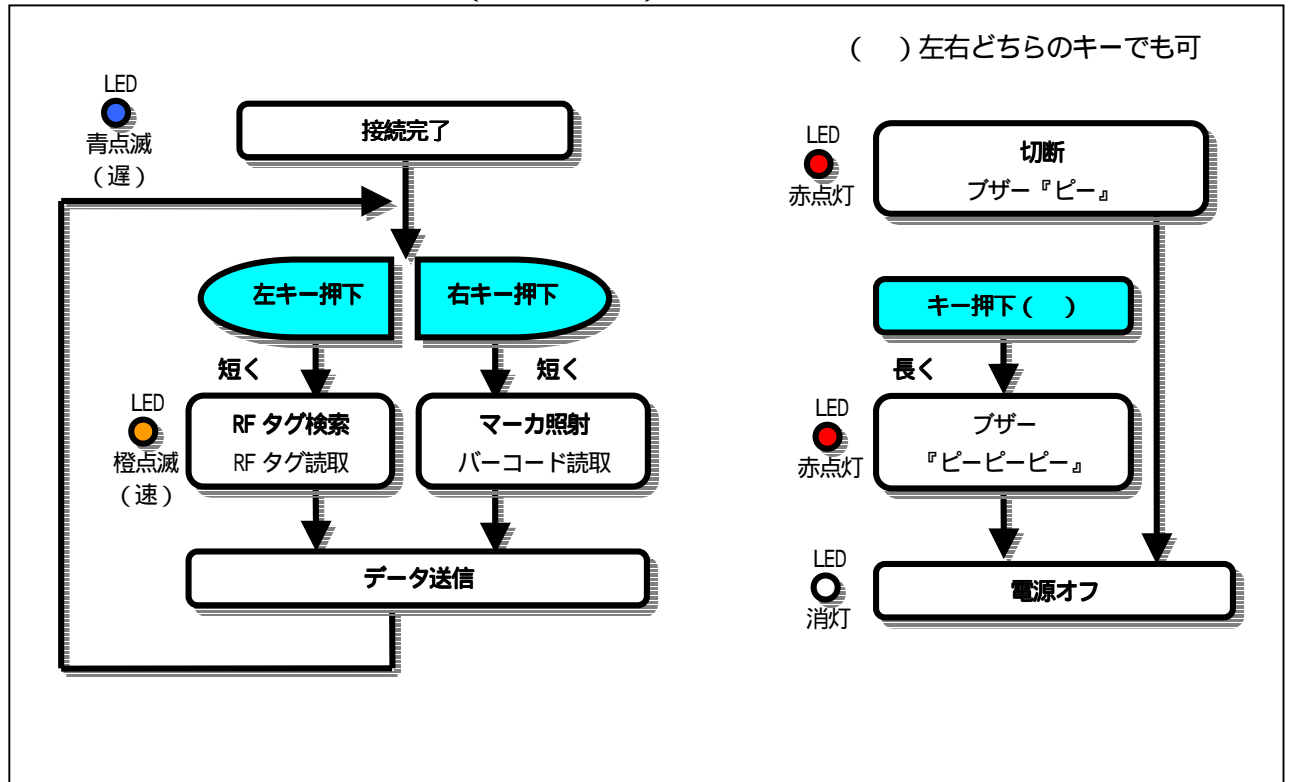 (　)左右どちらのキーでも可
LED
青点滅
(遅)
接続完了
左キー押下
右キー押下
短く
短く
LED
橙点滅
(速)
RF タグ検索
RF タグ読取
マーカ照射
バーコード読取
データ送信
LED
赤点灯
切断
ブザー『ピー』
キー押下(　)
長く
LED
赤点灯
ブザー
『ピーピーピー』
LED
消灯
電源オフ